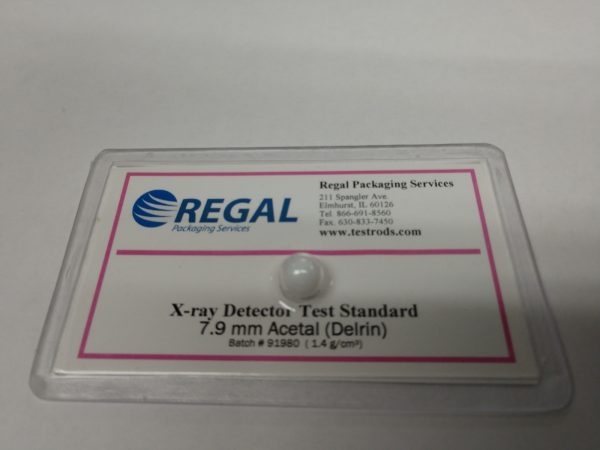 REGAL
Packaging Services
Regal Packaging Services
211 Spangler Ave.
Elmhurst, IL 60126
Tel. 866-691-8560
Fax. 630-833-7450
www.testrods.com
X-ray Detector Test Standard
7.9 mm Acetal (Delrin)
Batch # 91980 ( 1.4 g/cm³)